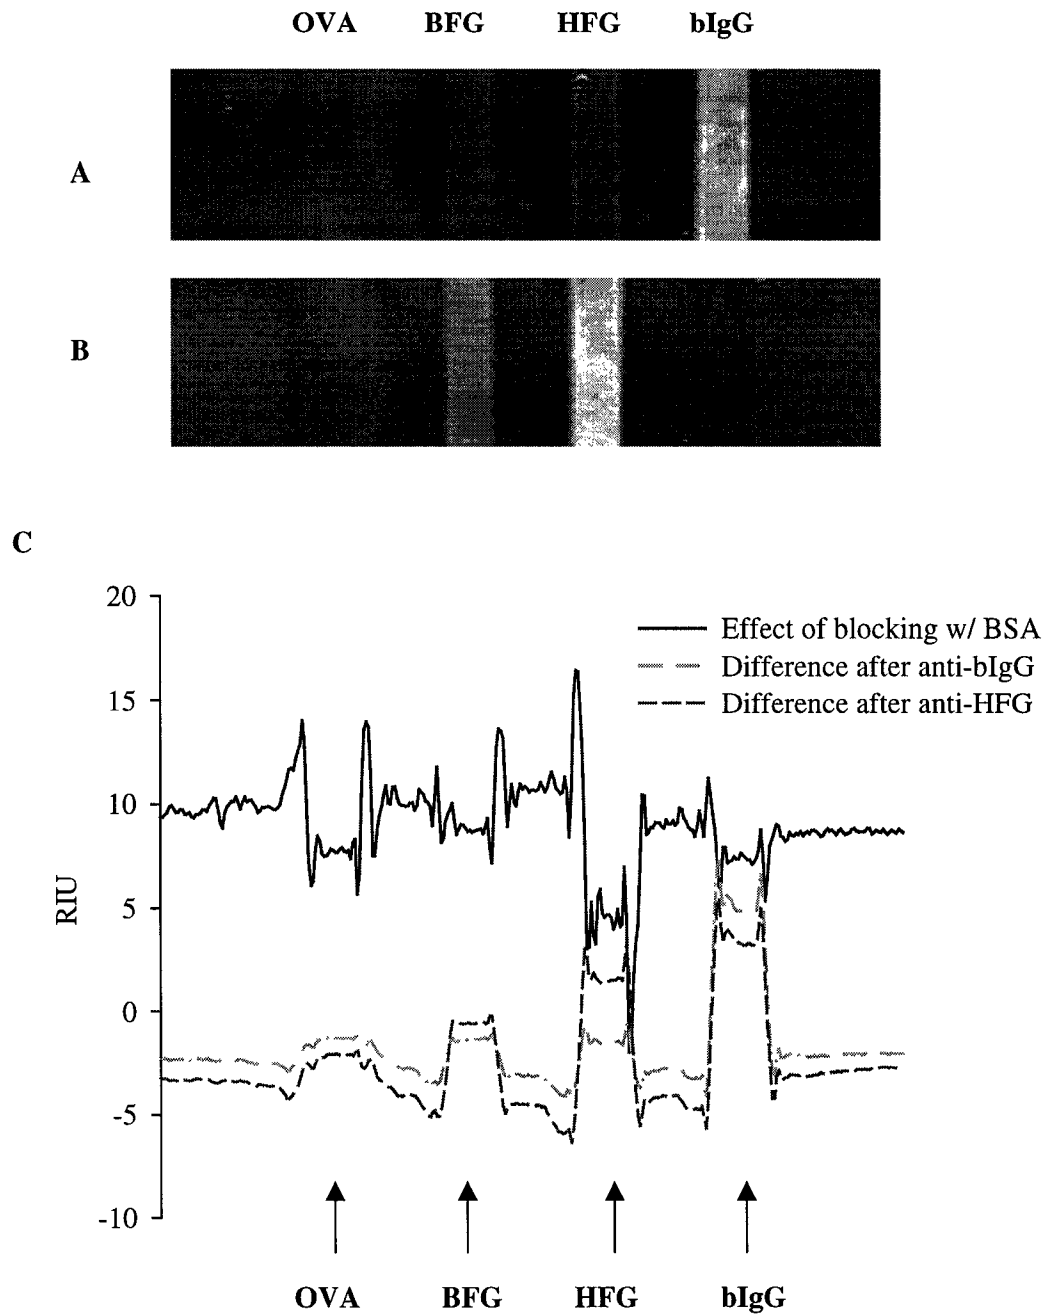 OVA BFG HFG bIgG
A
B
C
20
15
10
5
0
-5
-10
RIU
Effect of blocking w/ BSA
Difference after anti-bIgG
Difference after anti-HFG
OVA BFG HFG bIgG